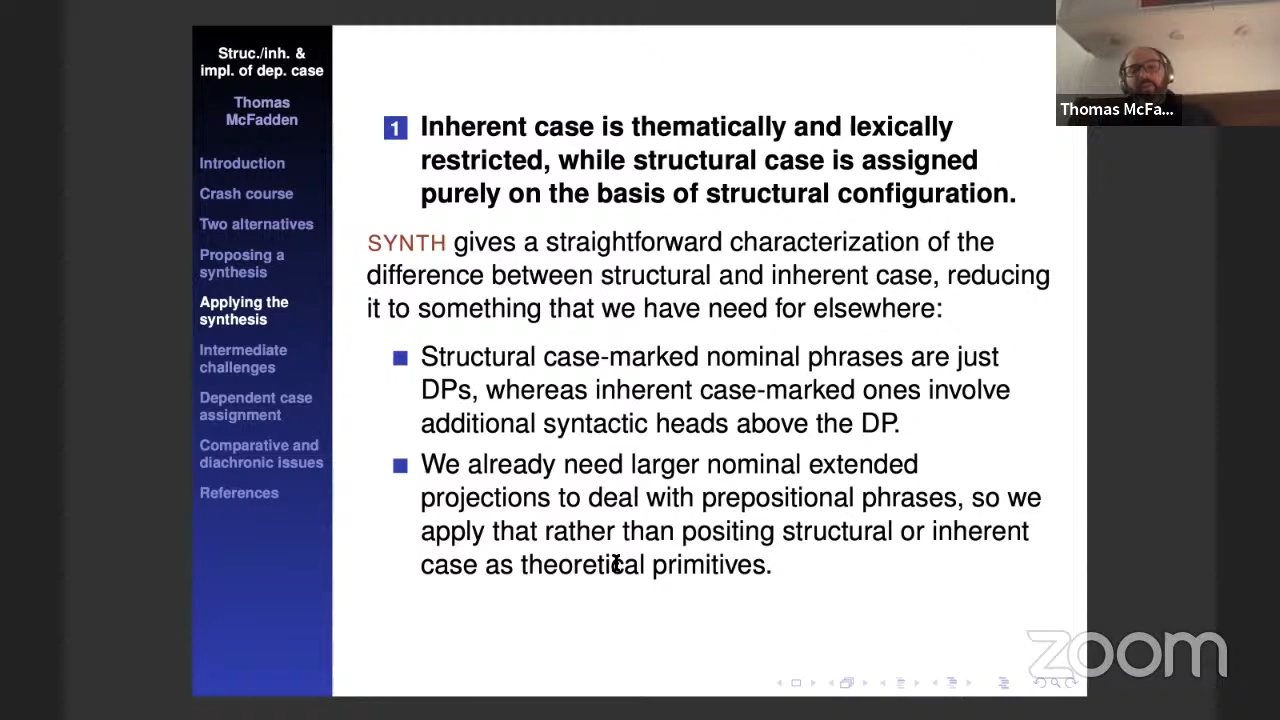 Struc./inh. &
impl. of dep. case
Thomas
McFadden
Introduction
Crash course
Two alternatives
Proposing a
synthesis
Applying the
synthesis
Intermediate
challenges
Dependent case
assignment
Comparative and
diachronic issues
References
1 Inherent case is thematically and lexically
restricted, while structural case is assigned
purely on the basis of structural configuration.
SYNTH gives a straightforward characterization of the
difference between structural and inherent case, reducing
it to something that we have need for elsewhere:
Structural case-marked nominal phrases are just
DPs, whereas inherent case-marked ones involve
additional syntactic heads above the DP.
We already need larger nominal extended
projections to deal with prepositional phrases, so we
apply that rather than positing structural or inherent
case as theoretical primitives.
Thomas McFa...
zoom